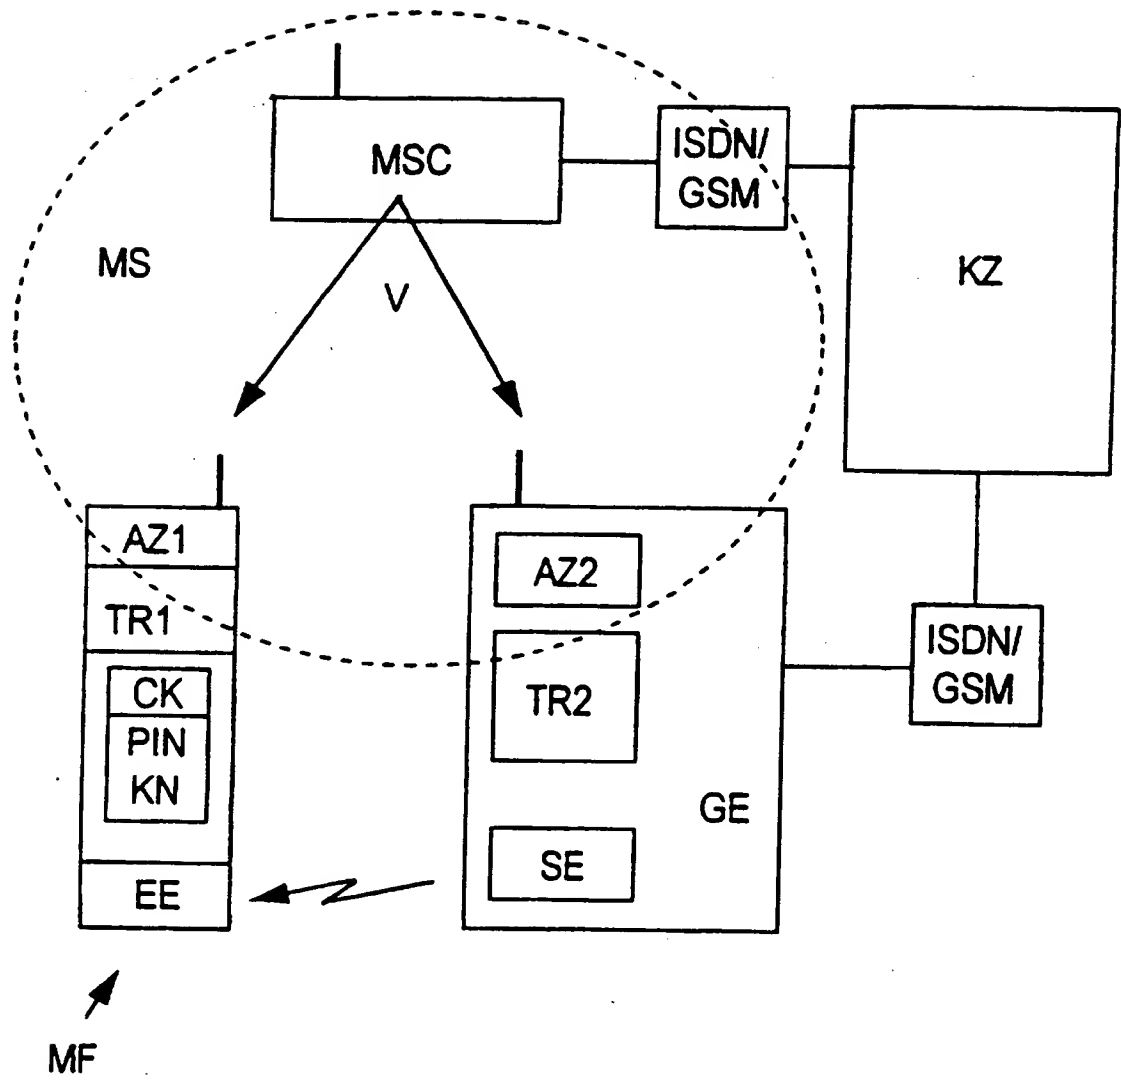 MSC
ISDN/
GSM
MS
KZ
V
AZ1
AZ2
TR1
TR2
ISDN/
GSM
CK
PIN
KN
GE
SE
EE
MF